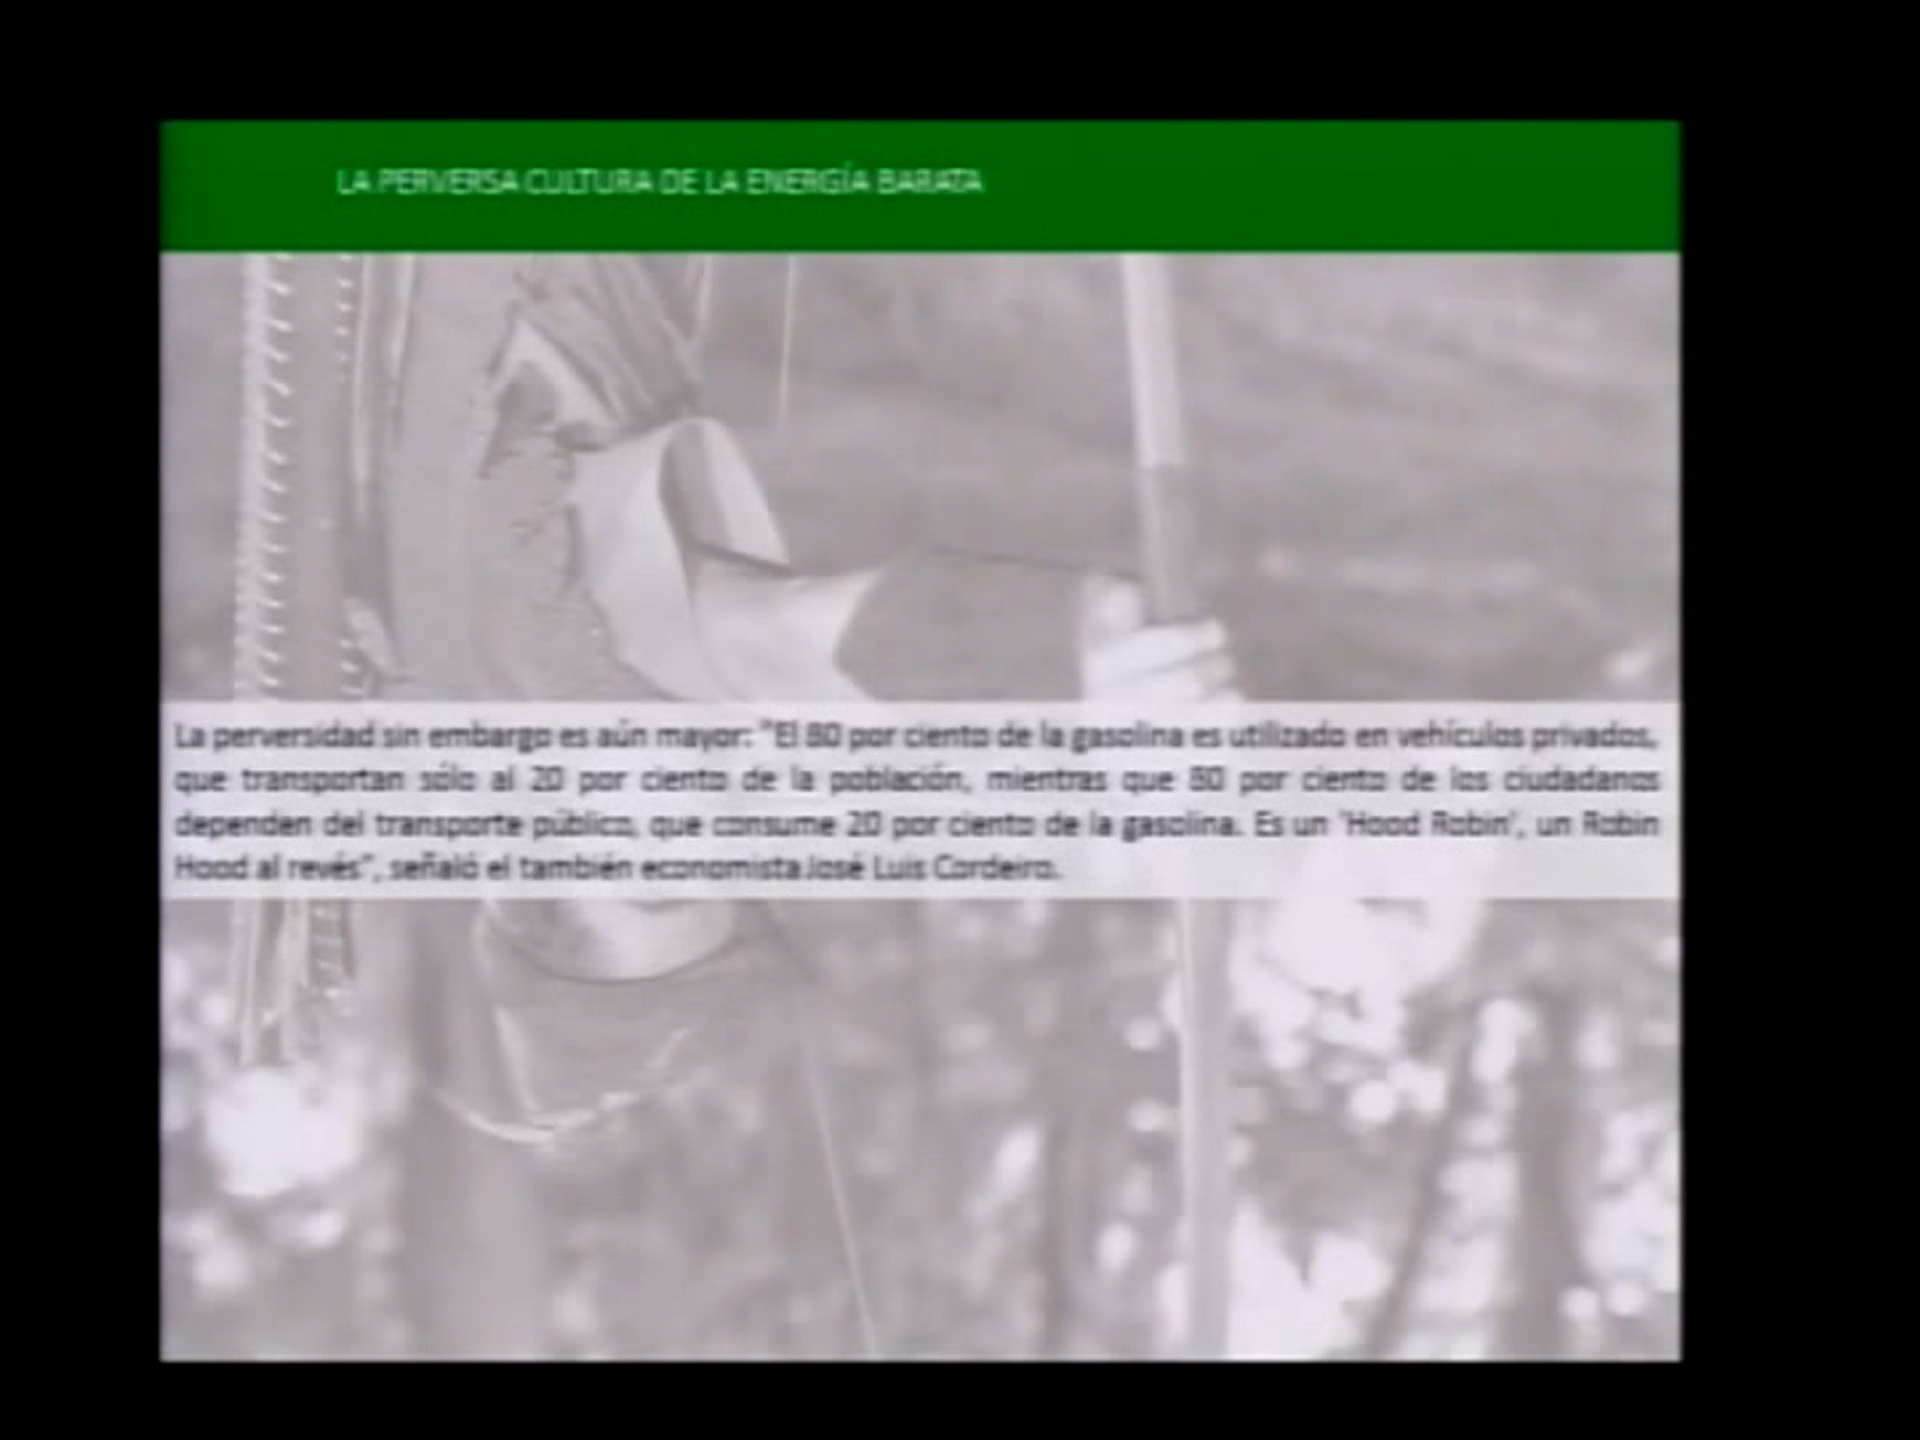 LA PERVERSA CULTURA DE LA ENERGÍA BARATA
La perversidad sin embargo es aún mayor: "El 80 por ciento de la gasolina es utilizado en vehículos privados,
que transportan sólo al 20 por ciento de la población, mientras que 80 por ciento de los ciudadanos
dependen del transporte público, que consume 20 por ciento de la gasolina. Es un 'Hood Robin', un Robin
Hood al revés", señaló el también economista José Luis Cordeiro.